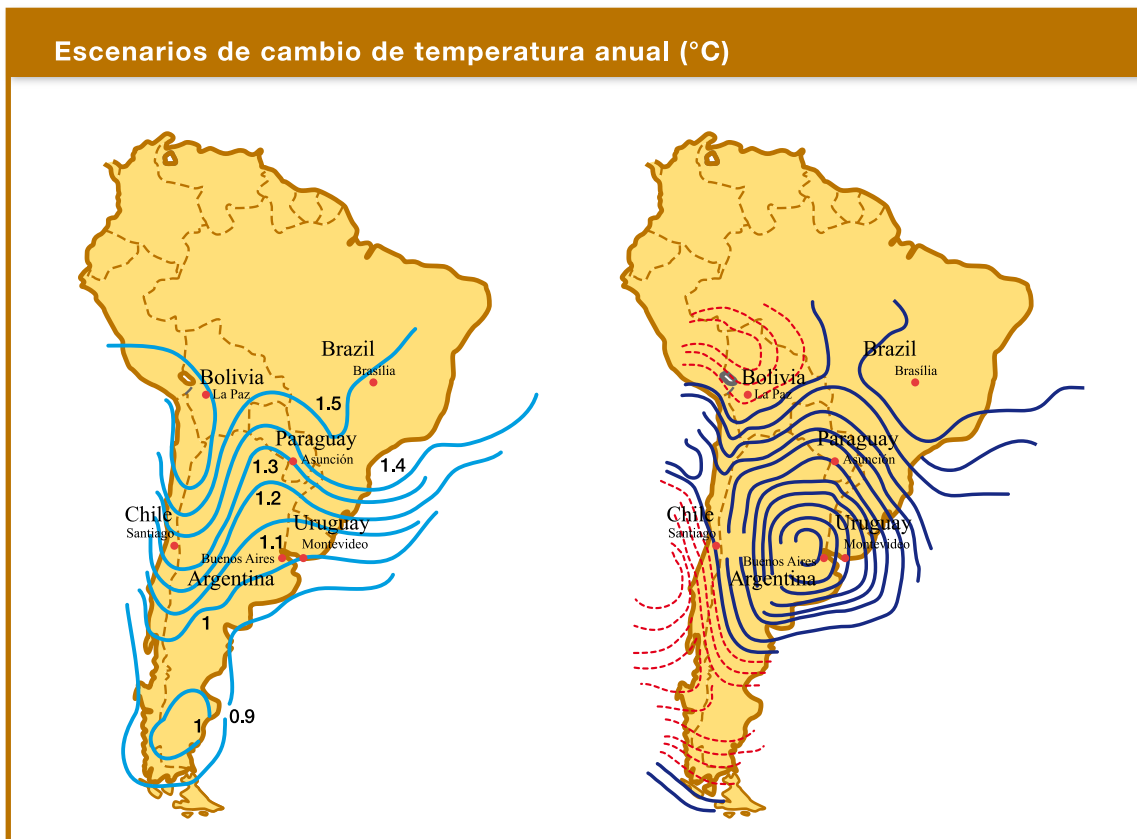 Escenarios de cambio de temperatura anual (°C)
Brazil
Brasilia
Bolivia
La Paz
1.5
Paraguay
Asunción
1.4
1.3
1.2
Chile
Santiago
Uruguay
Montevideo
1.1
Buenos Aires
Argentina
1
0.9
1
Brazil
Brasilia
Bolivia
La Paz
Paraguay
Asunción
Chile
Santiago
Uruguay
Montevideo
Buenos Aires
Argentina